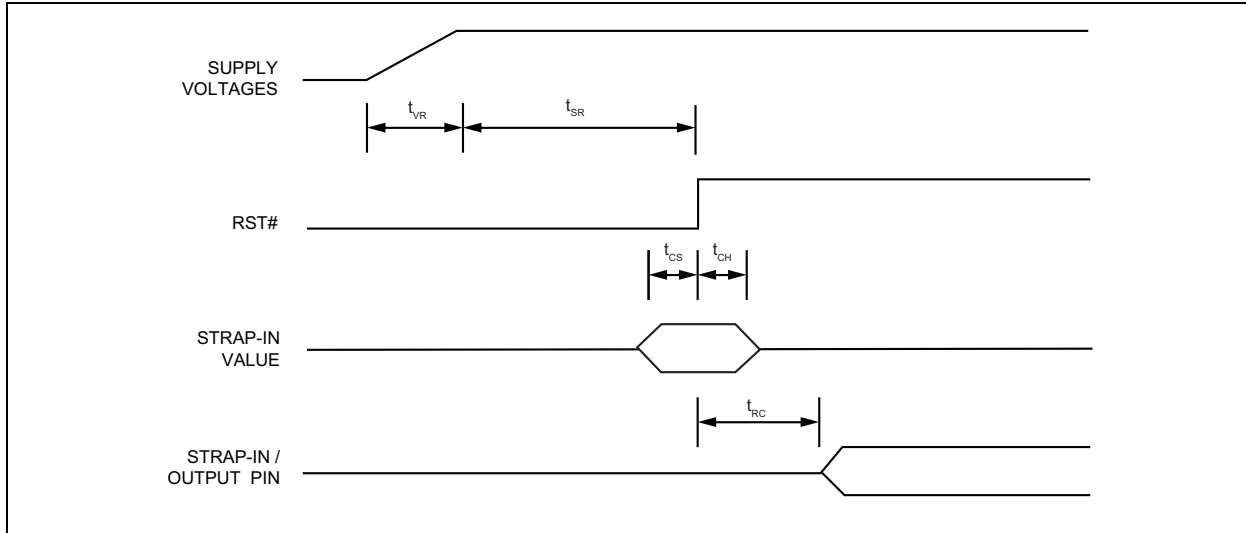 SUPPLY
VOLTAGES
tVR
tSR
RST#
tCS
tCH
STRAP-IN
VALUE
tRC
STRAP-IN /
OUTPUT PIN